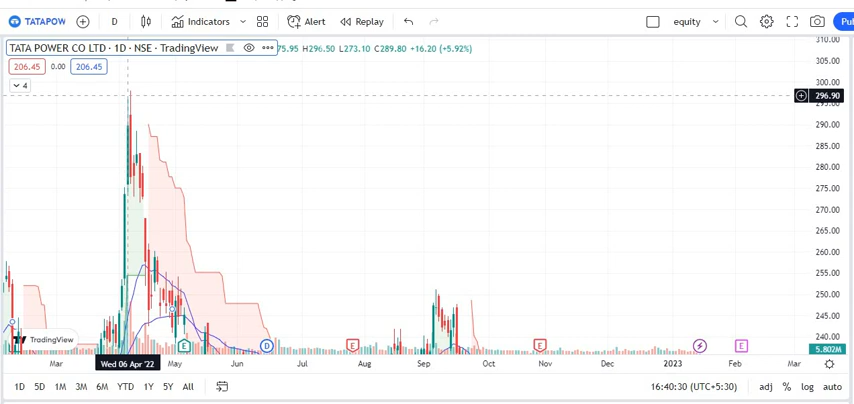 TATAPOW D Indicators Alert Replay equity Pul
TATA POWER CO LTD · 1D · NSE · TradingView 75.95 H296.50 L273.10 C289.80 +16.20 (+5.92%)
206.45 0.00 206.45
4
310.00
305.00
300.00
296.90
290.00
285.00
280.00
275.00
270.00
265.00
260.00
255.00
250.00
245.00
240.00
5.802M
TradingView
E D E E E
Mar Wed 06 Apr '22 May Jun Jul Aug Sep Oct Nov Dec 2023 Feb Mar
1D 5D 1M 3M 6M YTD 1Y 5Y All 16:40:30 (UTC+5:30) adj % log auto